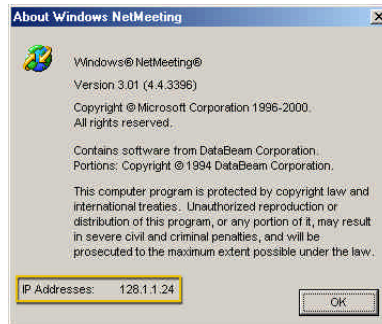 About Windows NetMeeting
Windows® NetMeeting®
Version 3.01 (4.4.3396)
Copyright © Microsoft Corporation 1996-2000.
All rights reserved.
Contains software from DataBeam Corporation.
Portions: Copyright © 1994 DataBeam Corporation.
This computer program is protected by copyright law and
international treaties. Unauthorized reproduction or
distribution of this program, or any portion of it, may result
in severe civil and criminal penalties, and will be
prosecuted to the maximum extent possible under the law.
IP Addresses: 128.1.1.24
OK